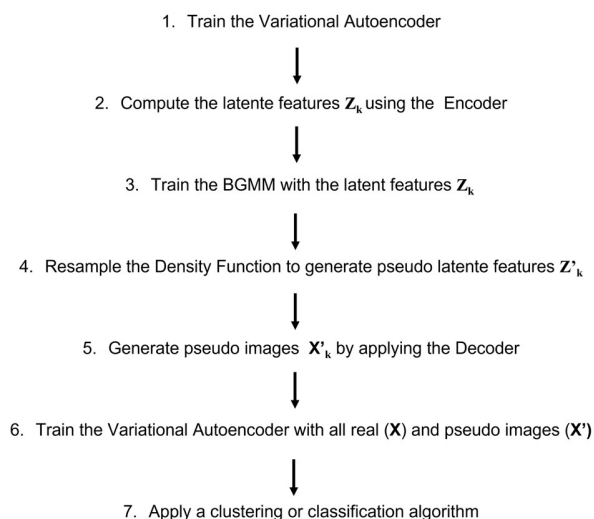 1. Train the Variational Autoencoder
2. Compute the latente features Zk using the Encoder
3. Train the BGMM with the latent features Zk
4. Resample the Density Function to generate pseudo latente features Z’k
5. Generate pseudo images X’k by applying the Decoder
6. Train the Variational Autoencoder with all real (X) and pseudo images (X’)
7. Apply a clustering or classification algorithm